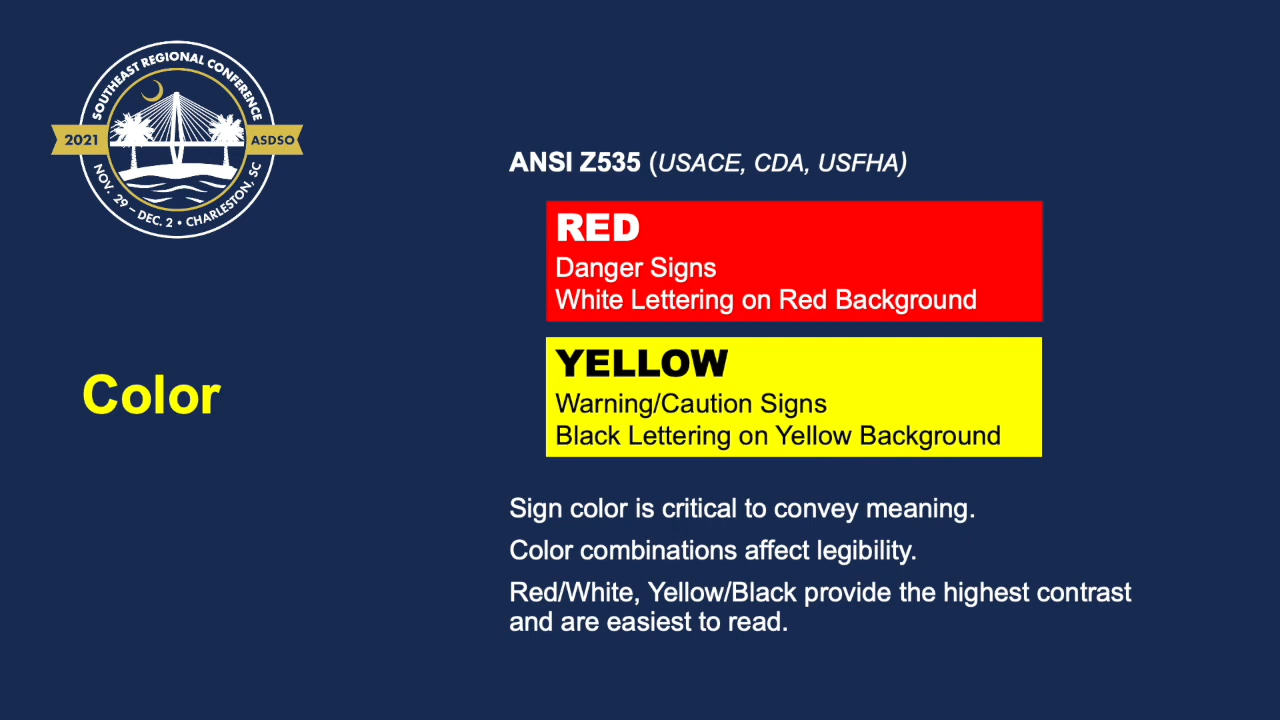 SOUTHEAST REGIONAL CONFERENCE
2021
ASDSO
NOV. 29 – DEC. 2 • CHARLESTON, SC
ANSI Z535 (USACE, CDA, USFHA)
RED
Danger Signs
White Lettering on Red Background
YELLOW
Warning/Caution Signs
Black Lettering on Yellow Background
Color
Sign color is critical to convey meaning.
Color combinations affect legibility.
Red/White, Yellow/Black provide the highest contrast
and are easiest to read.